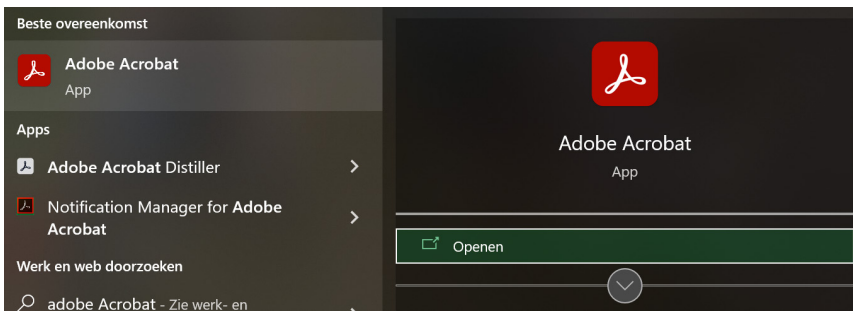 Beste overeenkomst
Adobe Acrobat
App
Apps
Adobe Acrobat Distiller
Notification Manager for Adobe
Acrobat
Werk en web doorzoeken
adobe Acrobat - Zie werk- en
Adobe Acrobat
App
Openen